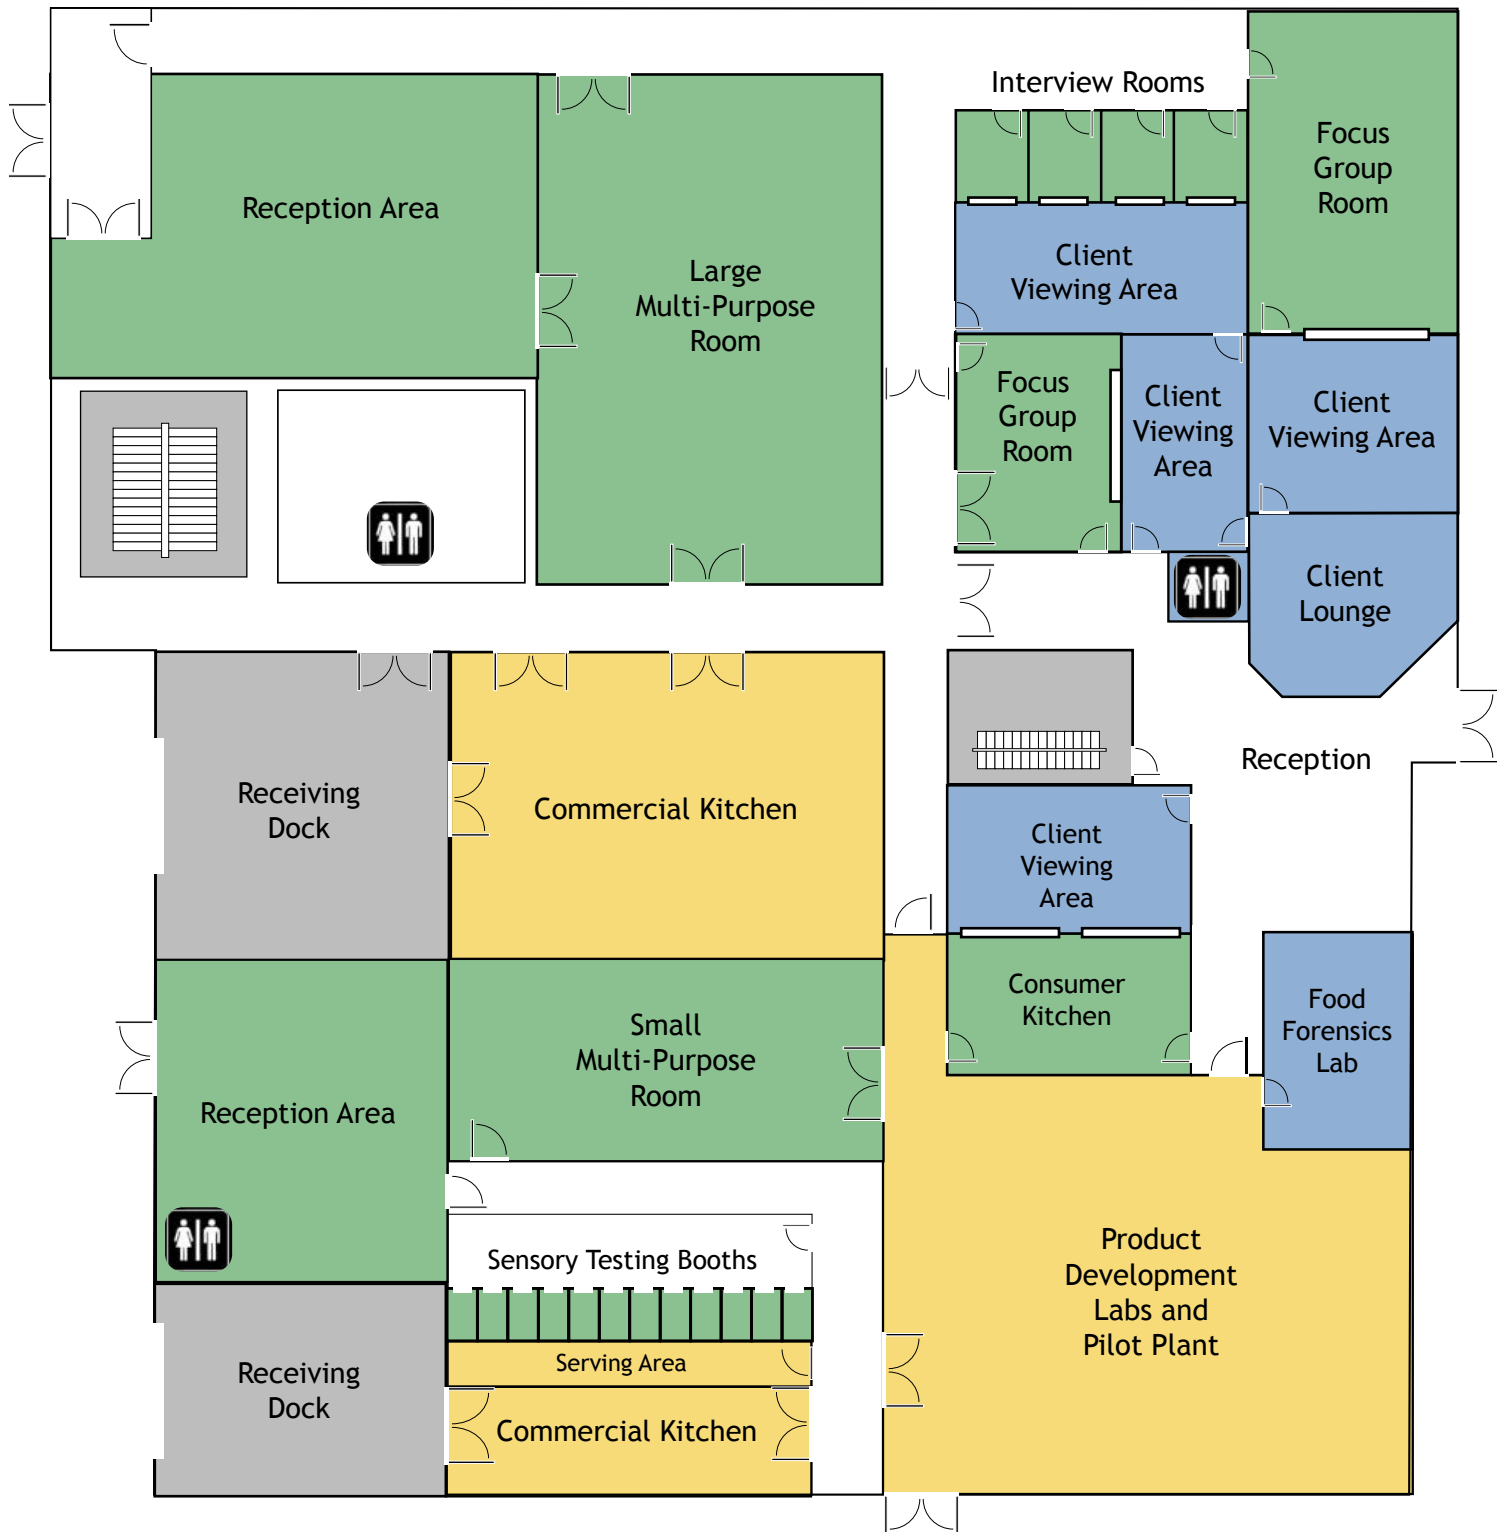 Interview Rooms
Focus
Group
Room
Reception Area
Client
Viewing Area
Large
Multi-Purpose
Room
Focus
Group
Room
Client
Viewing
Area
Client
Viewing Area
Client
Lounge
Reception
Receiving
Dock
Commercial Kitchen
Client
Viewing
Area
Consumer
Kitchen
Food
Forensics
Lab
Small
Multi-Purpose
Room
Reception Area
Sensory Testing Booths
Product
Development
Labs and
Pilot Plant
Serving Area
Receiving
Dock
Commercial Kitchen